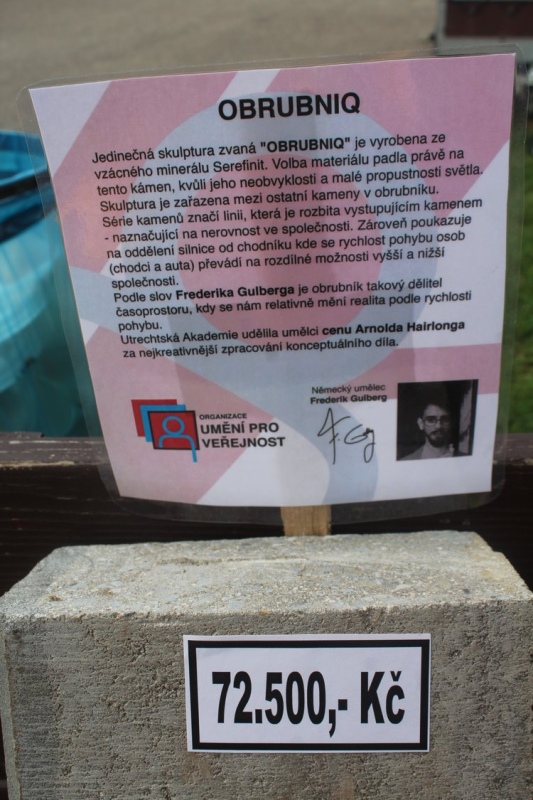 OBRUBNIQ
Jedinečná skulptura zvaná "OBRUBNIQ" je vyrobena ze
vzácného minerálu Serefinit. Volba materiálu padla právě na
tento kámen, kvůli jeho neobvyklosti a malé propustnosti světla.
Skulptura je zařazena mezi ostatní kameny v obrubníku.
Série kamenů značí linii, která je rozbita vystupujícím kamenem
- naznačující na nerovnost ve společnosti. Zároveň poukazuje
na oddělení silnice od chodníku kde se rychlost pohybu osob
(chodci a auta) převádí na rozdílné možnosti vyšší a nižší
společnosti.
Podle slov Frederika Gulberga je obrubník takový dělitel
časoprostoru, kdy se nám relativně mění realita podle rychlosti
pohybu.
Utrechtská Akademie udělila umělci cenu Arnolda Hairlonga
za nejkreativnější zpracování konceptuálního díla.
ORGANIZACE
UMĚNÍ PRO
VEŘEJNOST
Německý umělec
Frederik Gulberg
F. Gg
72.500,- Kč